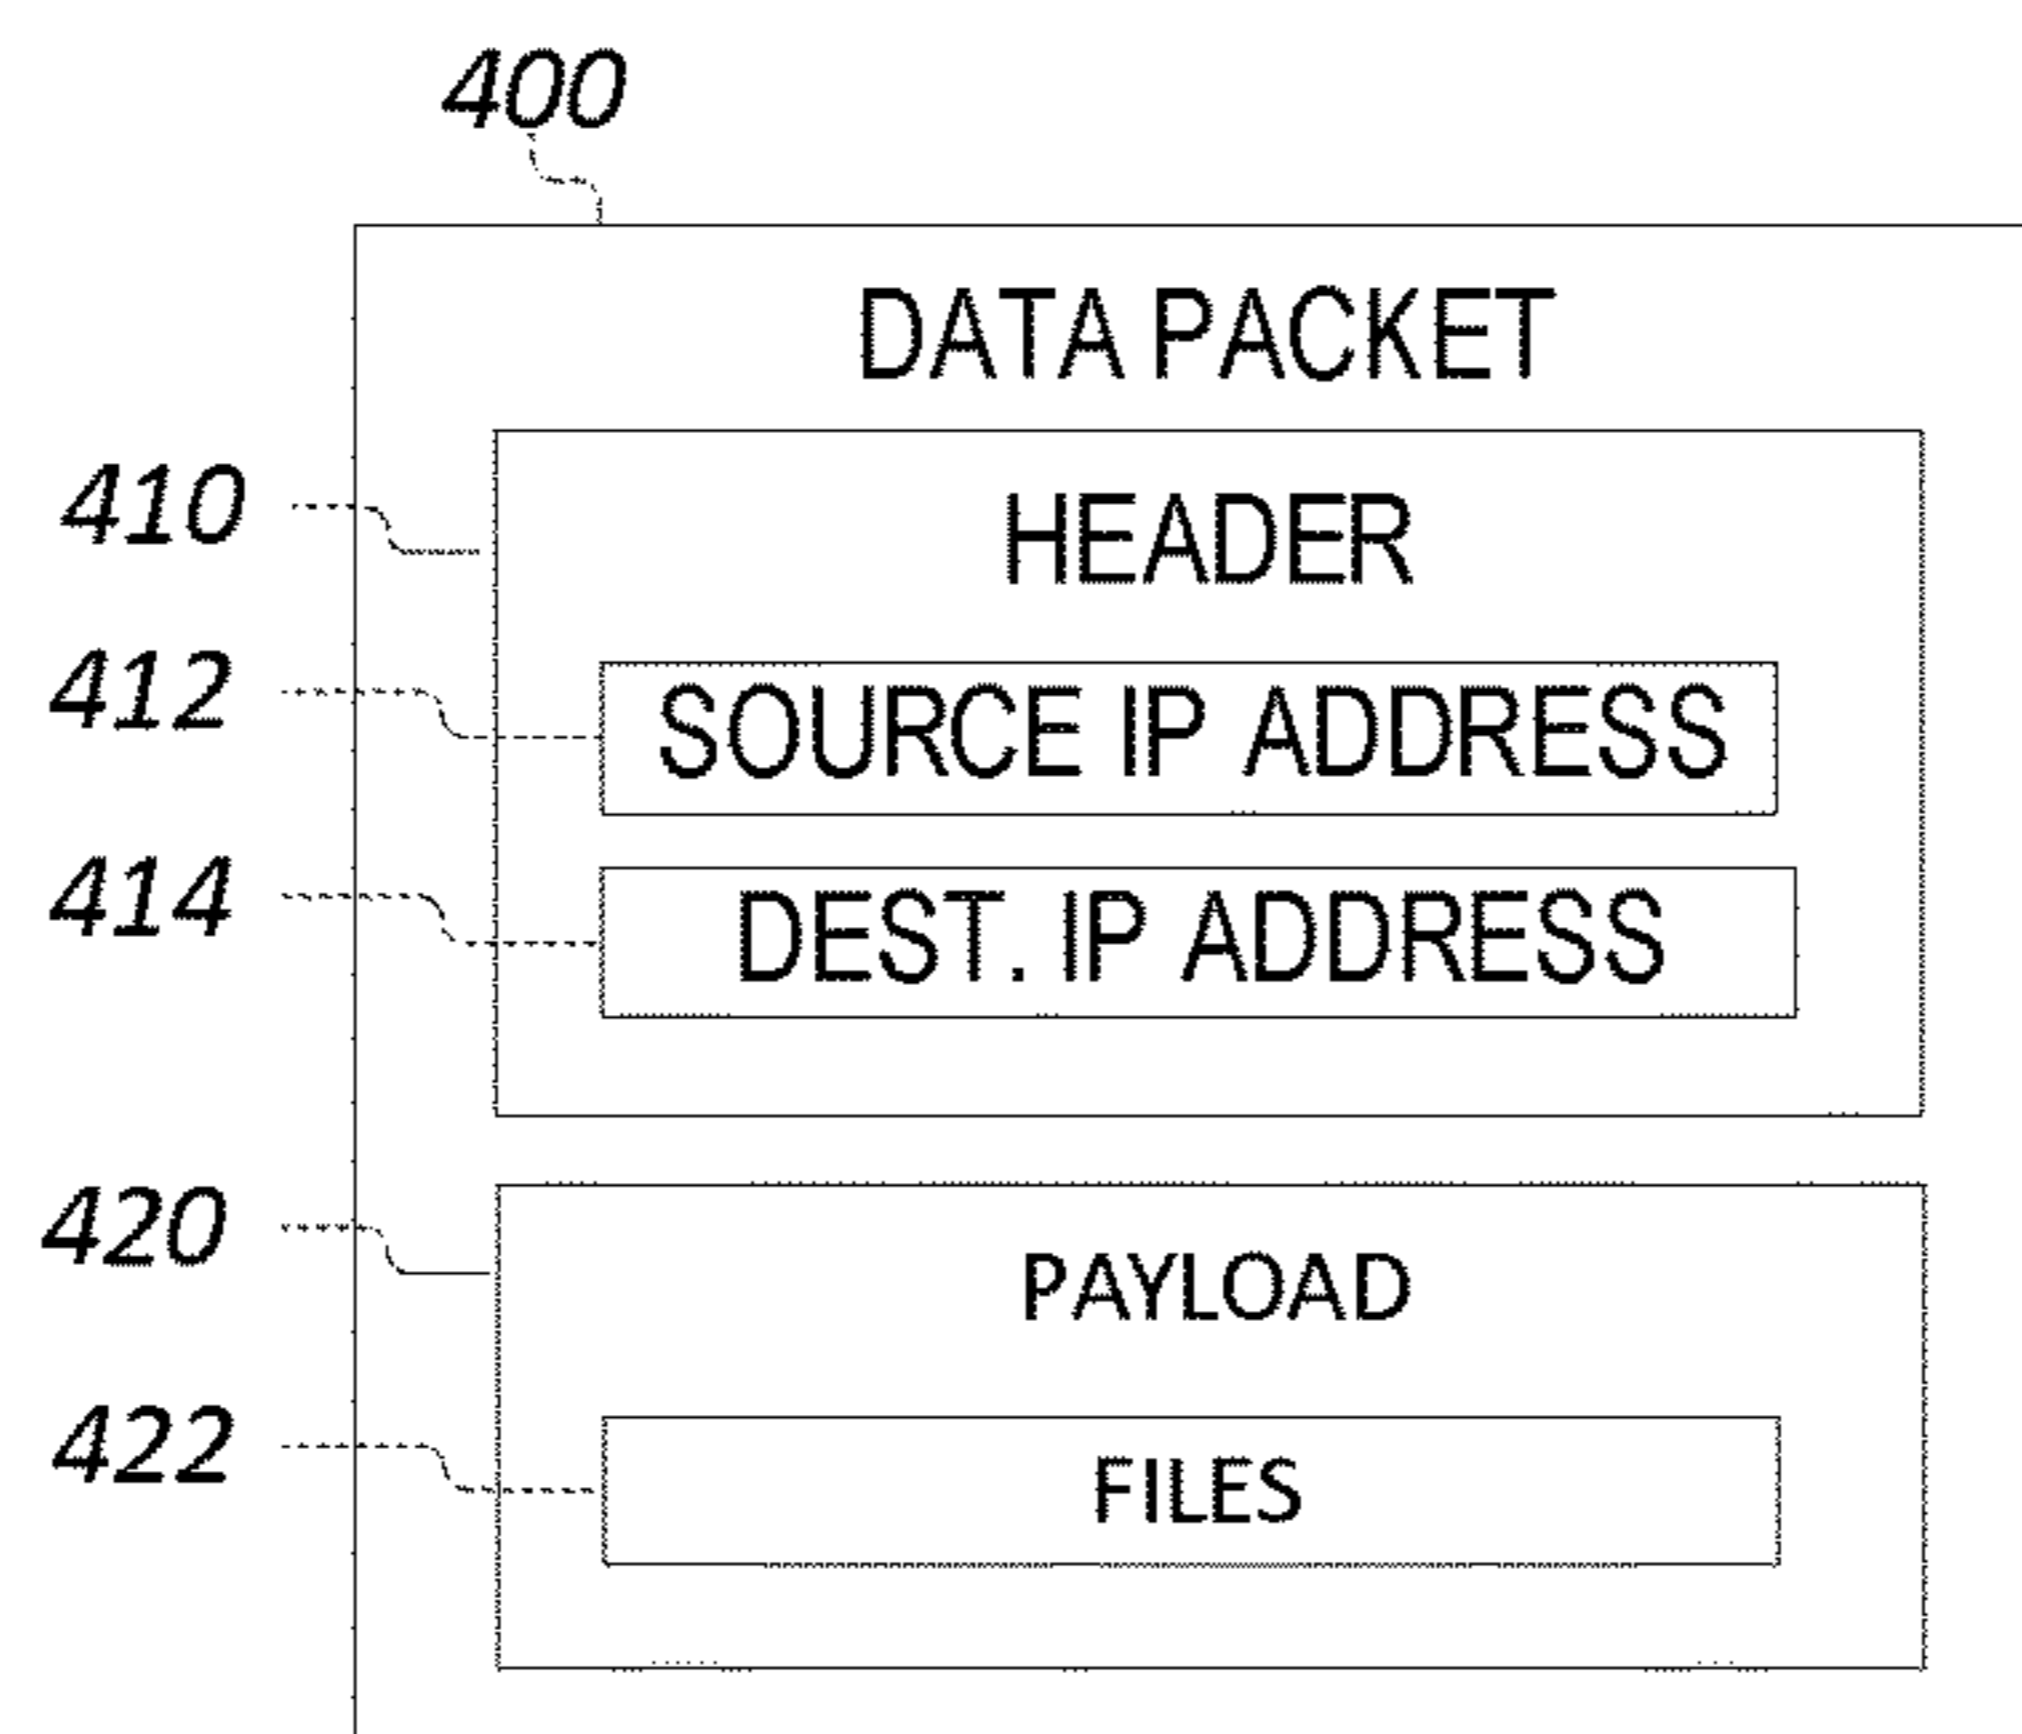 400
DATA PACKET
410
HEADER
412
SOURCE IP ADDRESS
414
DEST. IP ADDRESS
420
PAYLOAD
422
FILES